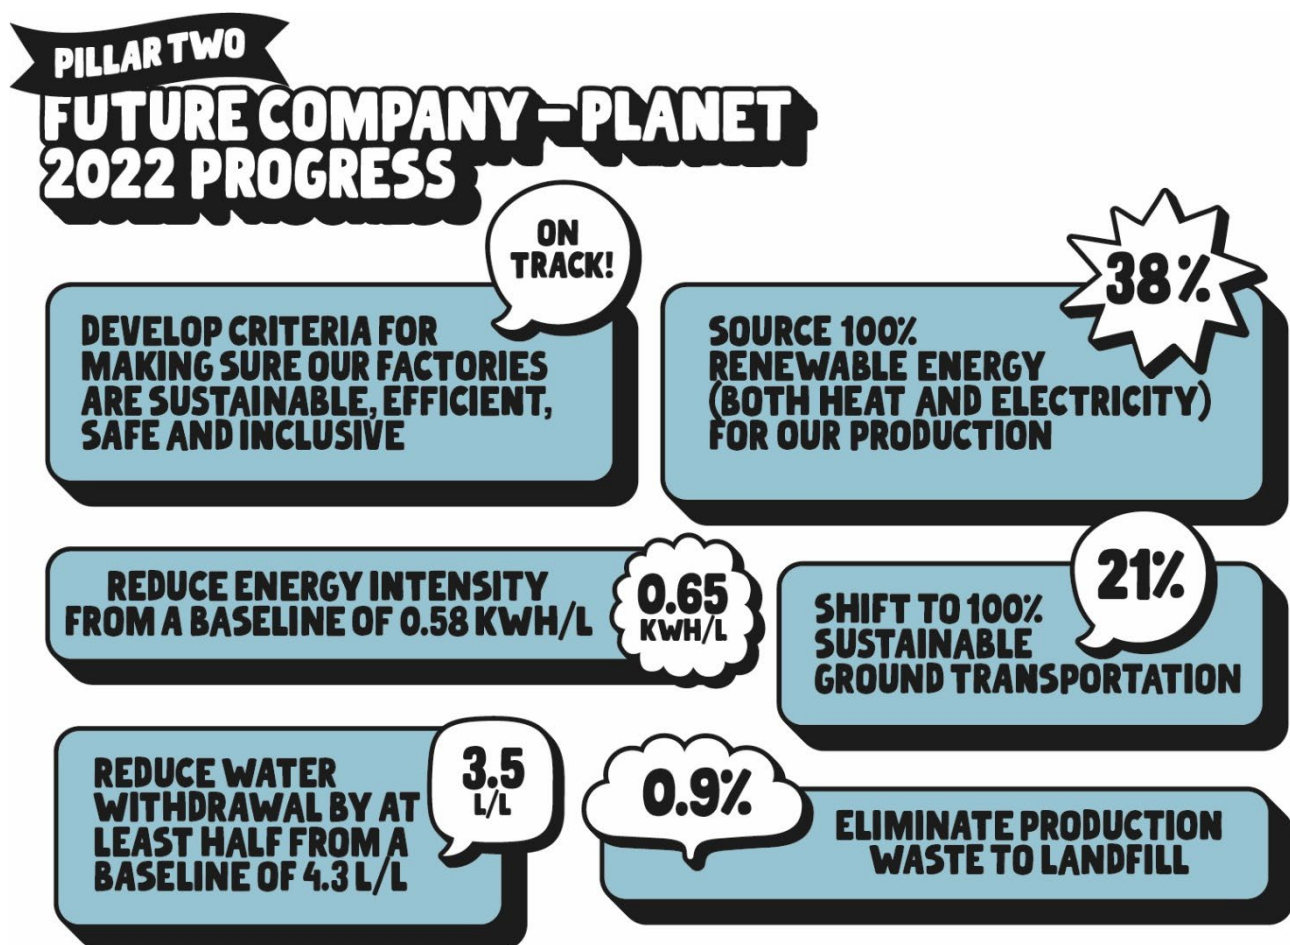 PILLAR TWO
FUTURE COMPANY – PLANET
2022 PROGRESS
ON
TRACK!
DEVELOP CRITERIA FOR
MAKING SURE OUR FACTORIES
ARE SUSTAINABLE, EFFICIENT,
SAFE AND INCLUSIVE
38%
SOURCE 100%
RENEWABLE ENERGY
(BOTH HEAT AND ELECTRICITY)
FOR OUR PRODUCTION
REDUCE ENERGY INTENSITY
FROM A BASELINE OF 0.58 KWH/L
0.65
KWH/L
21%
SHIFT TO 100%
SUSTAINABLE
GROUND TRANSPORTATION
REDUCE WATER
WITHDRAWAL BY AT
LEAST HALF FROM A
BASELINE OF 4.3 L/L
3.5
L/L
0.9%
ELIMINATE PRODUCTION
WASTE TO LANDFILL